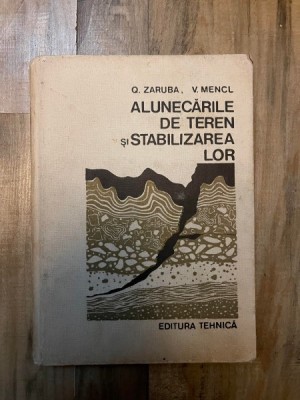 Q. ZARUBA, V. MENCL
ALUNECĂRILE
DE TEREN
ȘI STABILIZAREA
LOR
EDITURA TEHNICĂ